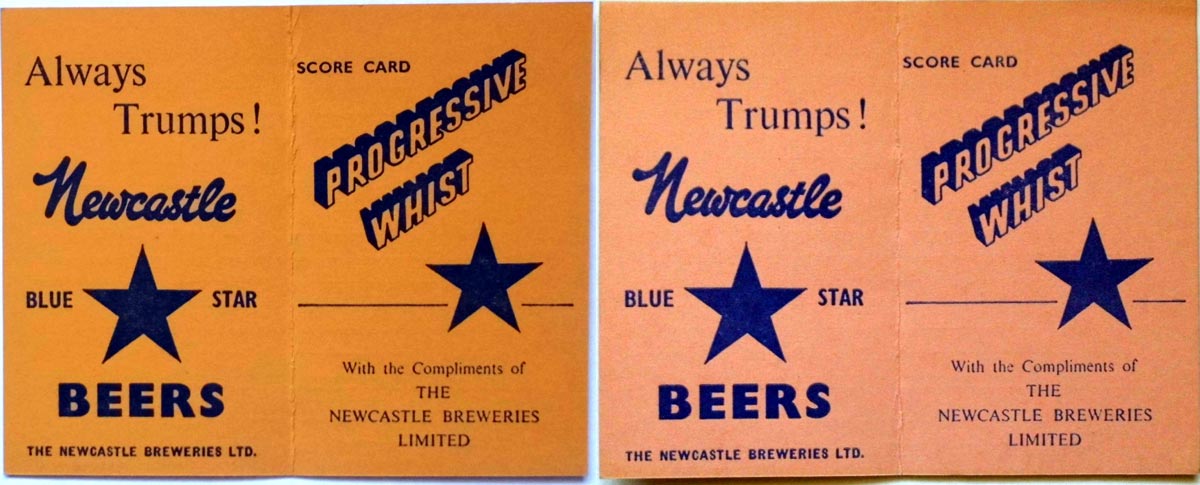 Always
Trumps!
Newcastle
BLUE STAR
BEERS
THE NEWCASTLE BREWERIES LTD.
SCORE CARD
PROGRESSIVE
WHIST
With the Compliments of
THE
NEWCASTLE BREWERIES
LIMITED
Always
Trumps!
Newcastle
BLUE STAR
BEERS
THE NEWCASTLE BREWERIES LTD.
SCORE CARD
PROGRESSIVE
WHIST
With the Compliments of
THE
NEWCASTLE BREWERIES
LIMITED